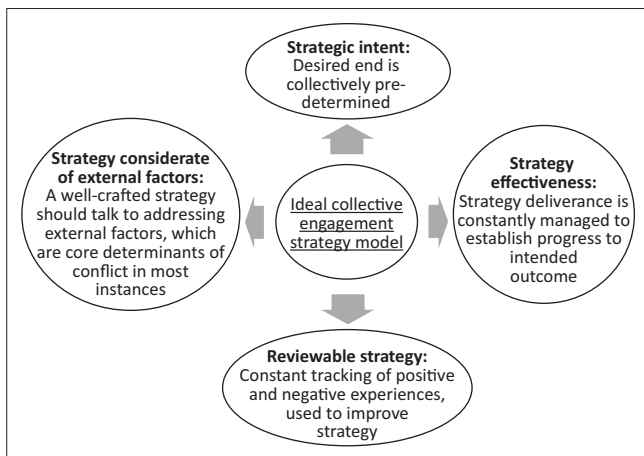 Strategic intent:
Desired end is
collectively pre-
determined
Strategy considerate
of external factors:
A well-crafted strategy
should talk to addressing
external factors, which
are core determinants of
conflict in most
instances
Ideal collective
engagement
strategy model
Strategy
effectiveness:
Strategy deliverance is
constantly managed to
establish progress to
intended
outcome
Reviewable strategy:
Constant tracking of positive
and negative experiences,
used to improve
strategy